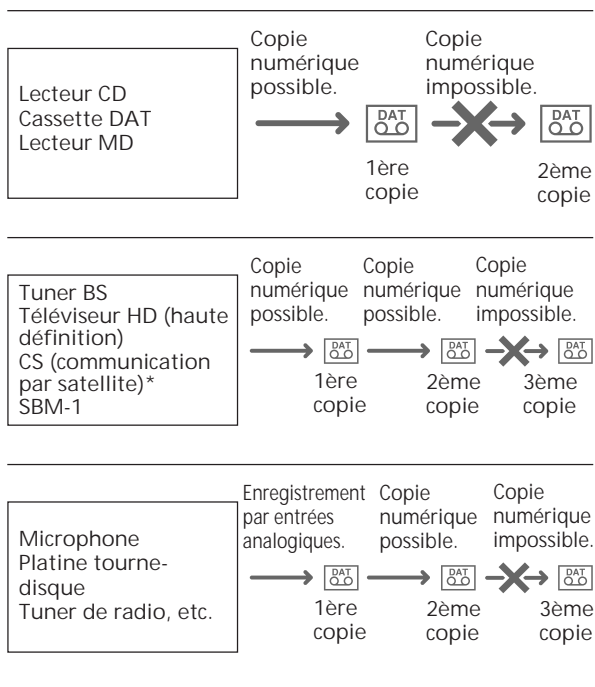 Copie
numérique
possible.
Copie
numérique
impossible.
Lecteur CD
Cassette DAT
Lecteur MD
DAT
DAT
1ère
copie
2ème
copie
Copie
numérique
possible.
Copie
numérique
possible.
Copie
numérique
impossible.
Tuner BS
Téléviseur HD (haute
définition)
CS (communication
par satellite)*
SBM-1
DAT
DAT
DAT
1ère
copie
2ème
copie
3ème
copie
Enregistrement
par entrées
analogiques.
Copie
numérique
possible.
Copie
numérique
impossible.
Microphone
Platine tourne-
disque
Tuner de radio, etc.
DAT
DAT
DAT
1ère
copie
2ème
copie
3ème
copie